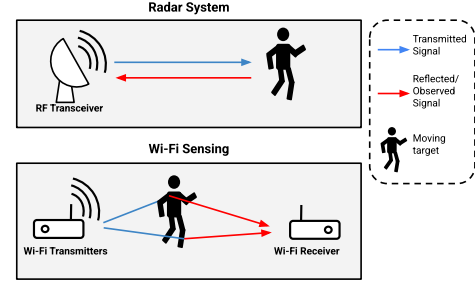 Radar System
RF Transceiver
Wi-Fi Sensing
Wi-Fi Transmitters
Wi-Fi Receiver
Transmitted
Signal
Reflected/
Observed
Signal
Moving
target